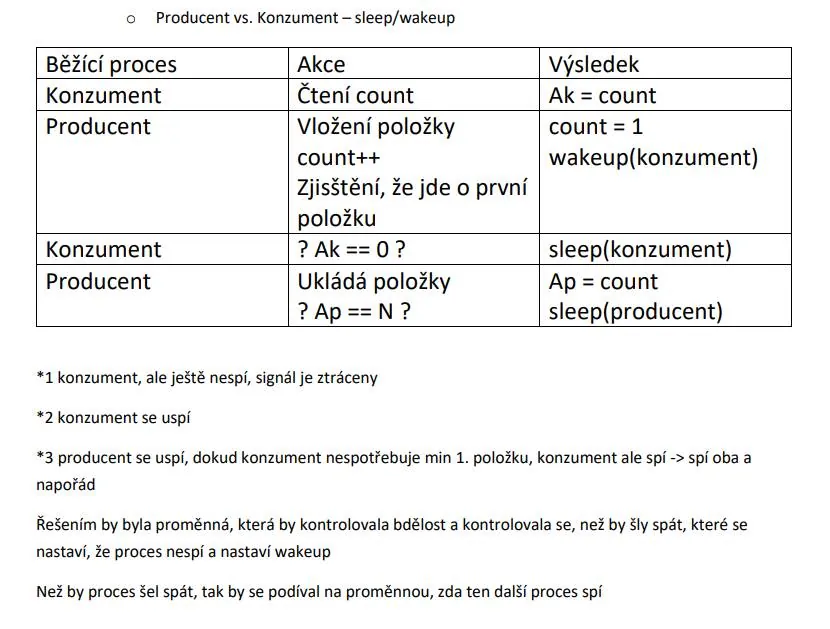 o Producent vs. Konzument – sleep/wakeup
Běžící proces Akce Výsledek
Konzument Čtení count Ak = count
Producent Vložení položky count = 1
count++ wakeup(konzument)
Zjisštění, že jde o první
položku
Konzument ? Ak == 0 ? sleep(konzument)
Producent Ukládá položky Ap = count
? Ap == N ? sleep(producent)
*1 konzument, ale ještě nespí, signál je ztráceny
*2 konzument se uspí
*3 producent se uspí, dokud konzument nespotřebuje min 1. položku, konzument ale spí -> spí oba a
napořád
Řešením by byla proměnná, která by kontrolovala bdělost a kontrolovala se, než by šly spát, které se
nastaví, že proces nespí a nastaví wakeup
Než by proces šel spát, tak by se podíval na proměnnou, zda ten další proces spí